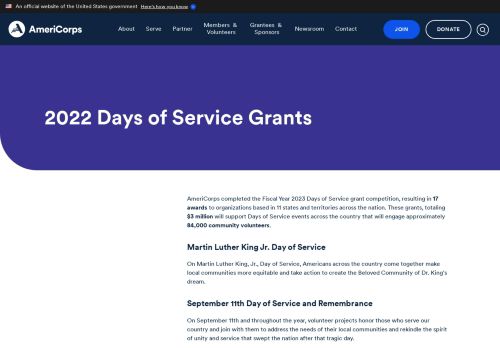 An official website of the United States government Here's how you know
AmeriCorps
About Serve Partner Members & Volunteers Grantees & Sponsors Newsroom Contact
JOIN DONATE
2022 Days of Service Grants
AmeriCorps completed the Fiscal Year 2023 Days of Service grant competition, resulting in 17
awards to organizations based in 11 states and territories across the nation. These grants, totaling
$3 million will support Days of Service events across the country that will engage approximately
84,000 community volunteers.
Martin Luther King Jr. Day of Service
On Martin Luther King, Jr., Day of Service, Americans across the country come together make
local communities more equitable and take action to create the Beloved Community of Dr. King's
dream.
September 11th Day of Service and Remembrance
On September 11th and throughout the year, volunteer projects honor those who serve our
country and join with them to address the needs of their local communities and rekindle the spirit
of unity and service that swept the nation after that tragic day.